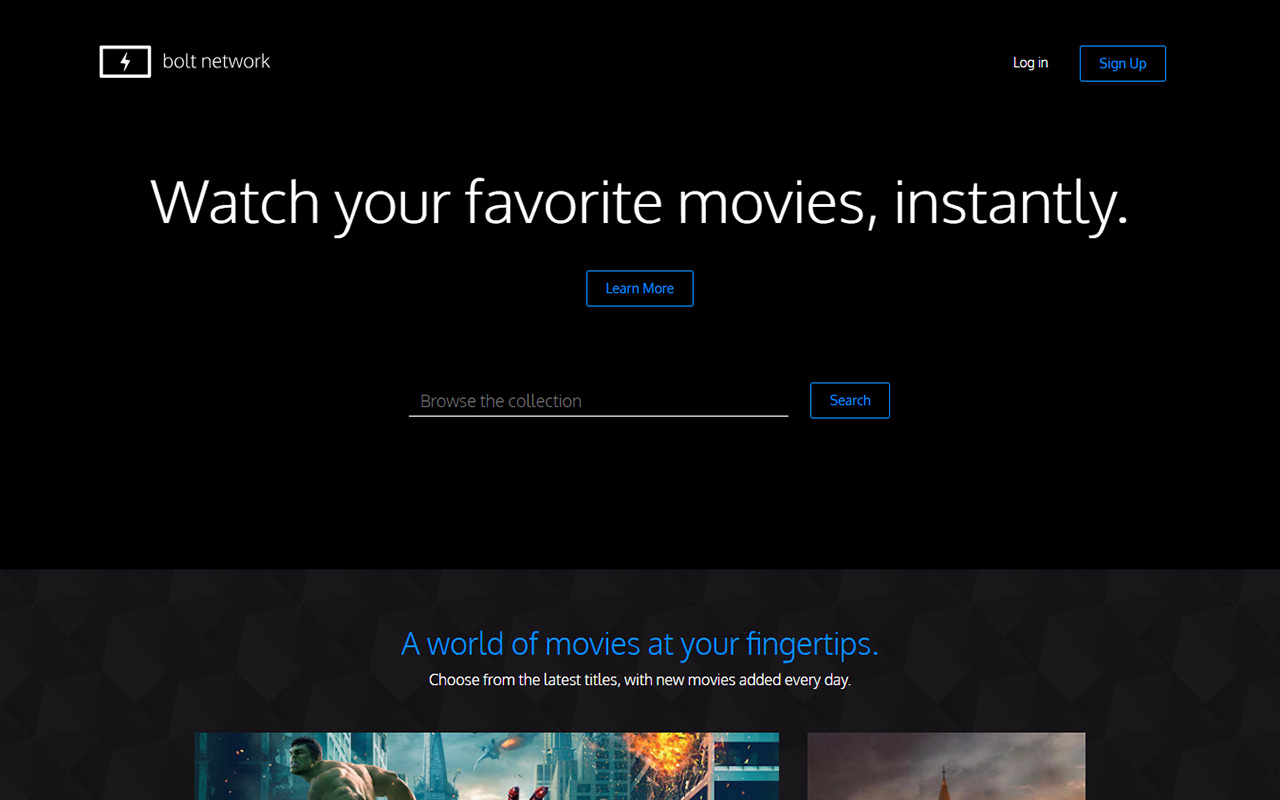 bolt network
Log in
Sign Up
Watch your favorite movies, instantly.
Learn More
Browse the collection
Search
A world of movies at your fingertips.
Choose from the latest titles, with new movies added every day.